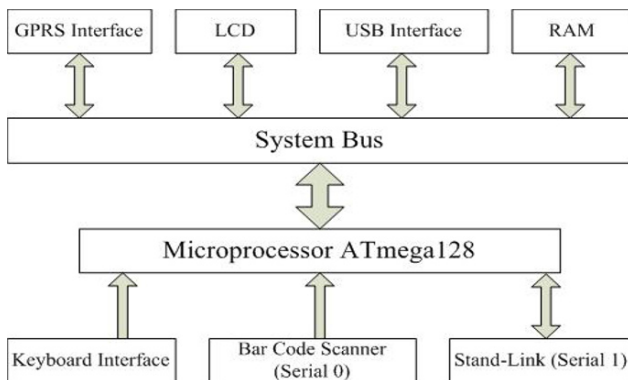 GPRS Interface
LCD
USB Interface
RAM
System Bus
Microprocessor ATmega128
Keyboard Interface
Bar Code Scanner
(Serial 0)
Stand-Link (Serial 1)